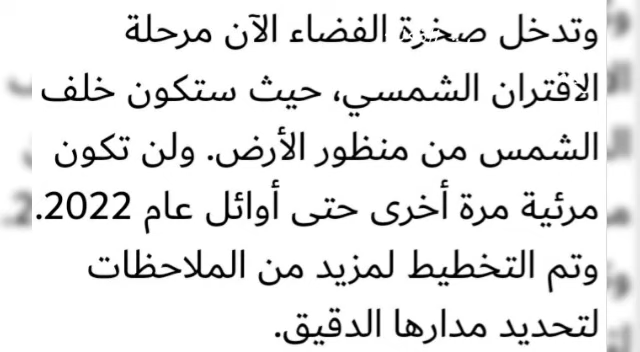 وتدخل صخرة الفضاء الآن مرحلة
الاقتران الشمسي، حيث ستكون خلف
الشمس من منظور الأرض. ولن تكون
مرئية مرة أخرى حتى أوائل عام 2022.
وتم التخطيط لمزيد من الملاحظات
لتحديد مدارها الدقيق.